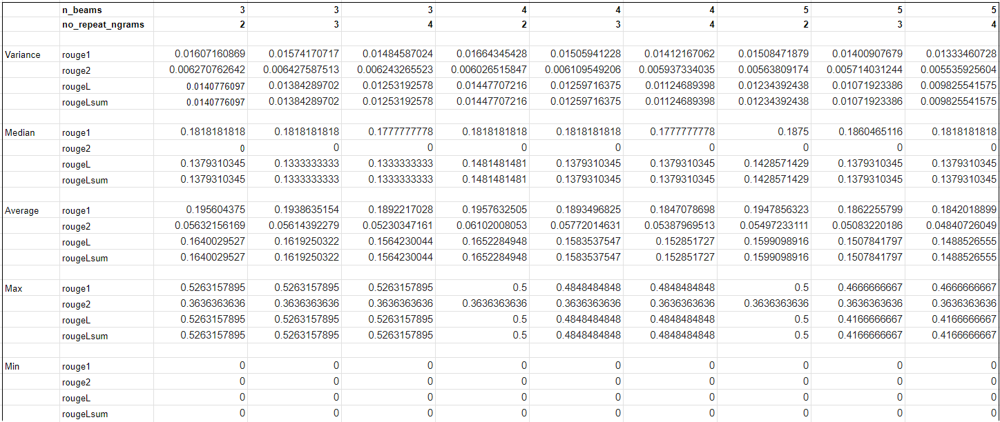 n_beams 3 3 3 4 4 4 5 5 5
no_repeat_ngrams 2 3 4 2 3 4 2 3 4
Variance rouge1 0.01607160869 0.01574170717 0.01484587024 0.01664345428 0.01505941228 0.01412167062 0.01508471879 0.01400907679 0.01333460728
rouge2 0.006270762642 0.006427587513 0.006243265523 0.006026515847 0.006109549206 0.005937334035 0.00563809174 0.005714031244 0.005535925604
rougeL 0.0140776097 0.01384289702 0.01253192578 0.01447707216 0.01259716375 0.01124689398 0.01234392438 0.01071923386 0.009825541575
rougeLsum 0.0140776097 0.01384289702 0.01253192578 0.01447707216 0.01259716375 0.01124689398 0.01234392438 0.01071923386 0.009825541575
Median rouge1 0.1818181818 0.1818181818 0.1777777778 0.1818181818 0.1818181818 0.1777777778 0.1875 0.1860465116 0.1818181818
rouge2 0 0 0 0 0 0 0 0 0
rougeL 0.1379310345 0.1333333333 0.1333333333 0.1481481481 0.1379310345 0.1379310345 0.1428571429 0.1379310345 0.1379310345
rougeLsum 0.1379310345 0.1333333333 0.1333333333 0.1481481481 0.1379310345 0.1379310345 0.1428571429 0.1379310345 0.1379310345
Average rouge1 0.195604375 0.1938635154 0.1892217028 0.1957632505 0.1893496825 0.1847078698 0.1947856323 0.1862255799 0.1842018899
rouge2 0.05632156169 0.05614392279 0.05230347161 0.06102008053 0.05772014631 0.05387969513 0.05497233111 0.05083220186 0.04840726049
rougeL 0.1640029527 0.1619250322 0.1564230044 0.1652284948 0.1583537547 0.152851727 0.1599098916 0.1507841797 0.1488526555
rougeLsum 0.1640029527 0.1619250322 0.1564230044 0.1652284948 0.1583537547 0.152851727 0.1599098916 0.1507841797 0.1488526555
Max rouge1 0.5263157895 0.5263157895 0.5263157895 0.5 0.4848484848 0.4848484848 0.5 0.4666666667 0.4666666667
rouge2 0.3636363636 0.3636363636 0.3636363636 0.3636363636 0.3636363636 0.3636363636 0.3636363636 0.3636363636 0.3636363636
rougeL 0.5263157895 0.5263157895 0.5263157895 0.5 0.4848484848 0.4848484848 0.5 0.4166666667 0.4166666667
rougeLsum 0.5263157895 0.5263157895 0.5263157895 0.5 0.4848484848 0.4848484848 0.5 0.4166666667 0.4166666667
Min rouge1 0 0 0 0 0 0 0 0 0
rouge2 0 0 0 0 0 0 0 0 0
rougeL 0 0 0 0 0 0 0 0 0
rougeLsum 0 0 0 0 0 0 0 0 0